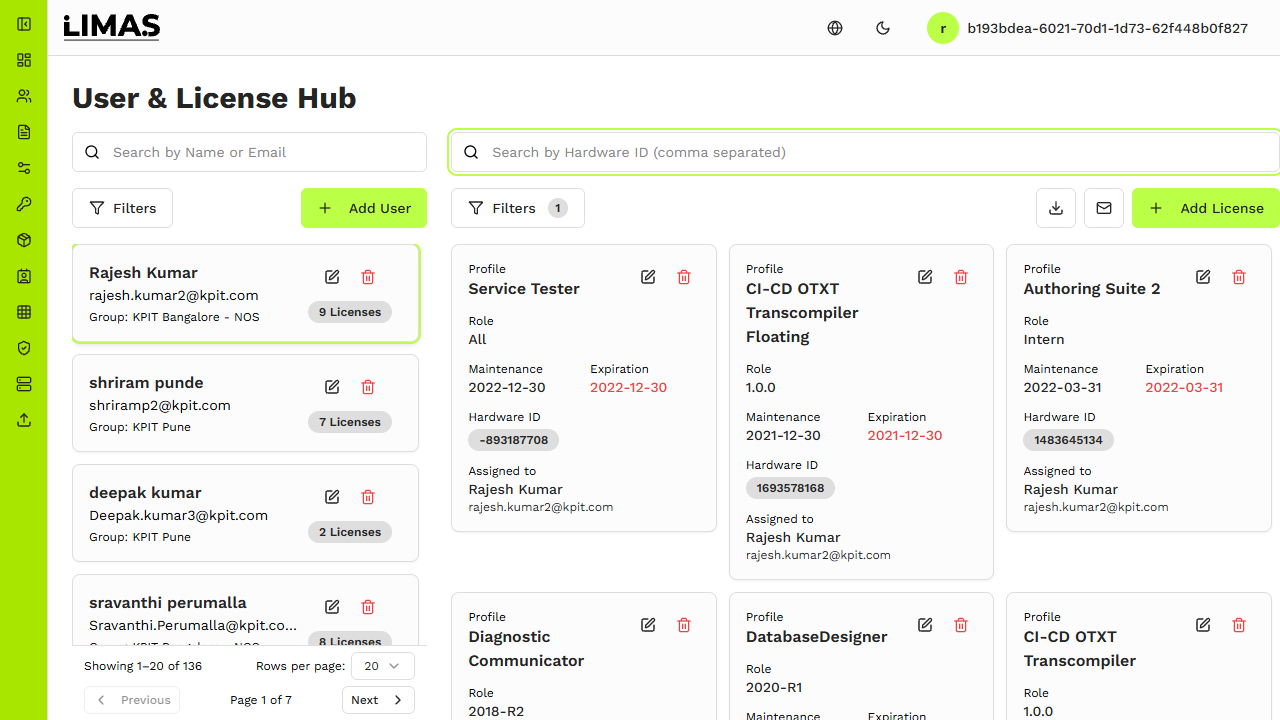 LIMAS
r
b193bdea-6021-70d1-1d73-62f448b0f827
User & License Hub
Search by Name or Email
Search by Hardware ID (comma separated)
Filters
Add User
Filters 1
Add License
Rajesh Kumar
rajesh.kumar2@kpit.com
Group: KPIT Bangalore - NOS
9 Licenses
shriram punde
shriramp2@kpit.com
Group: KPIT Pune
7 Licenses
deepak kumar
Deepak.kumar3@kpit.com
Group: KPIT Pune
2 Licenses
sravanthi perumalla
Sravanthi.Perumalla@kpit.co...
8 Licenses
Showing 1–20 of 136
Rows per page: 20
Previous
Page 1 of 7
Next
Profile
Service Tester
Role
All
Maintenance Expiration
2022-12-30 2022-12-30
Hardware ID
-893187708
Assigned to
Rajesh Kumar
rajesh.kumar2@kpit.com
Profile
CI-CD OTXT
Transcompiler
Floating
Role
1.0.0
Maintenance Expiration
2021-12-30 2021-12-30
Hardware ID
1693578168
Assigned to
Rajesh Kumar
rajesh.kumar2@kpit.com
Profile
Authoring Suite 2
Role
Intern
Maintenance Expiration
2022-03-31 2022-03-31
Hardware ID
1483645134
Assigned to
Rajesh Kumar
rajesh.kumar2@kpit.com
Profile
Diagnostic
Communicator
Role
2018-R2
Profile
DatabaseDesigner
Role
2020-R1
Maintenance Expiration
Profile
CI-CD OTXT
Transcompiler
Role
1.0.0